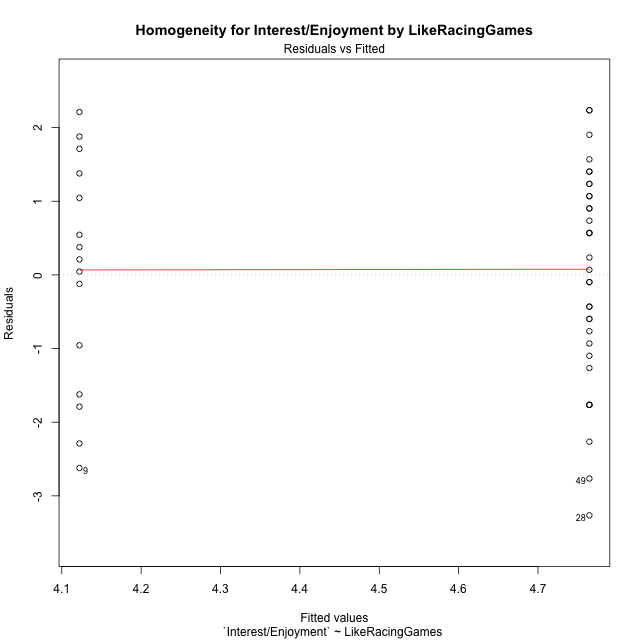 Homogeneity for Interest/Enjoyment by LikeRacingGames
Residuals vs Fitted
Residuals
2
1
0
-1
-2
-3
9
49
28
4.1 4.2 4.3 4.4 4.5 4.6 4.7
Fitted values
`Interest/Enjoyment` ~ LikeRacingGames